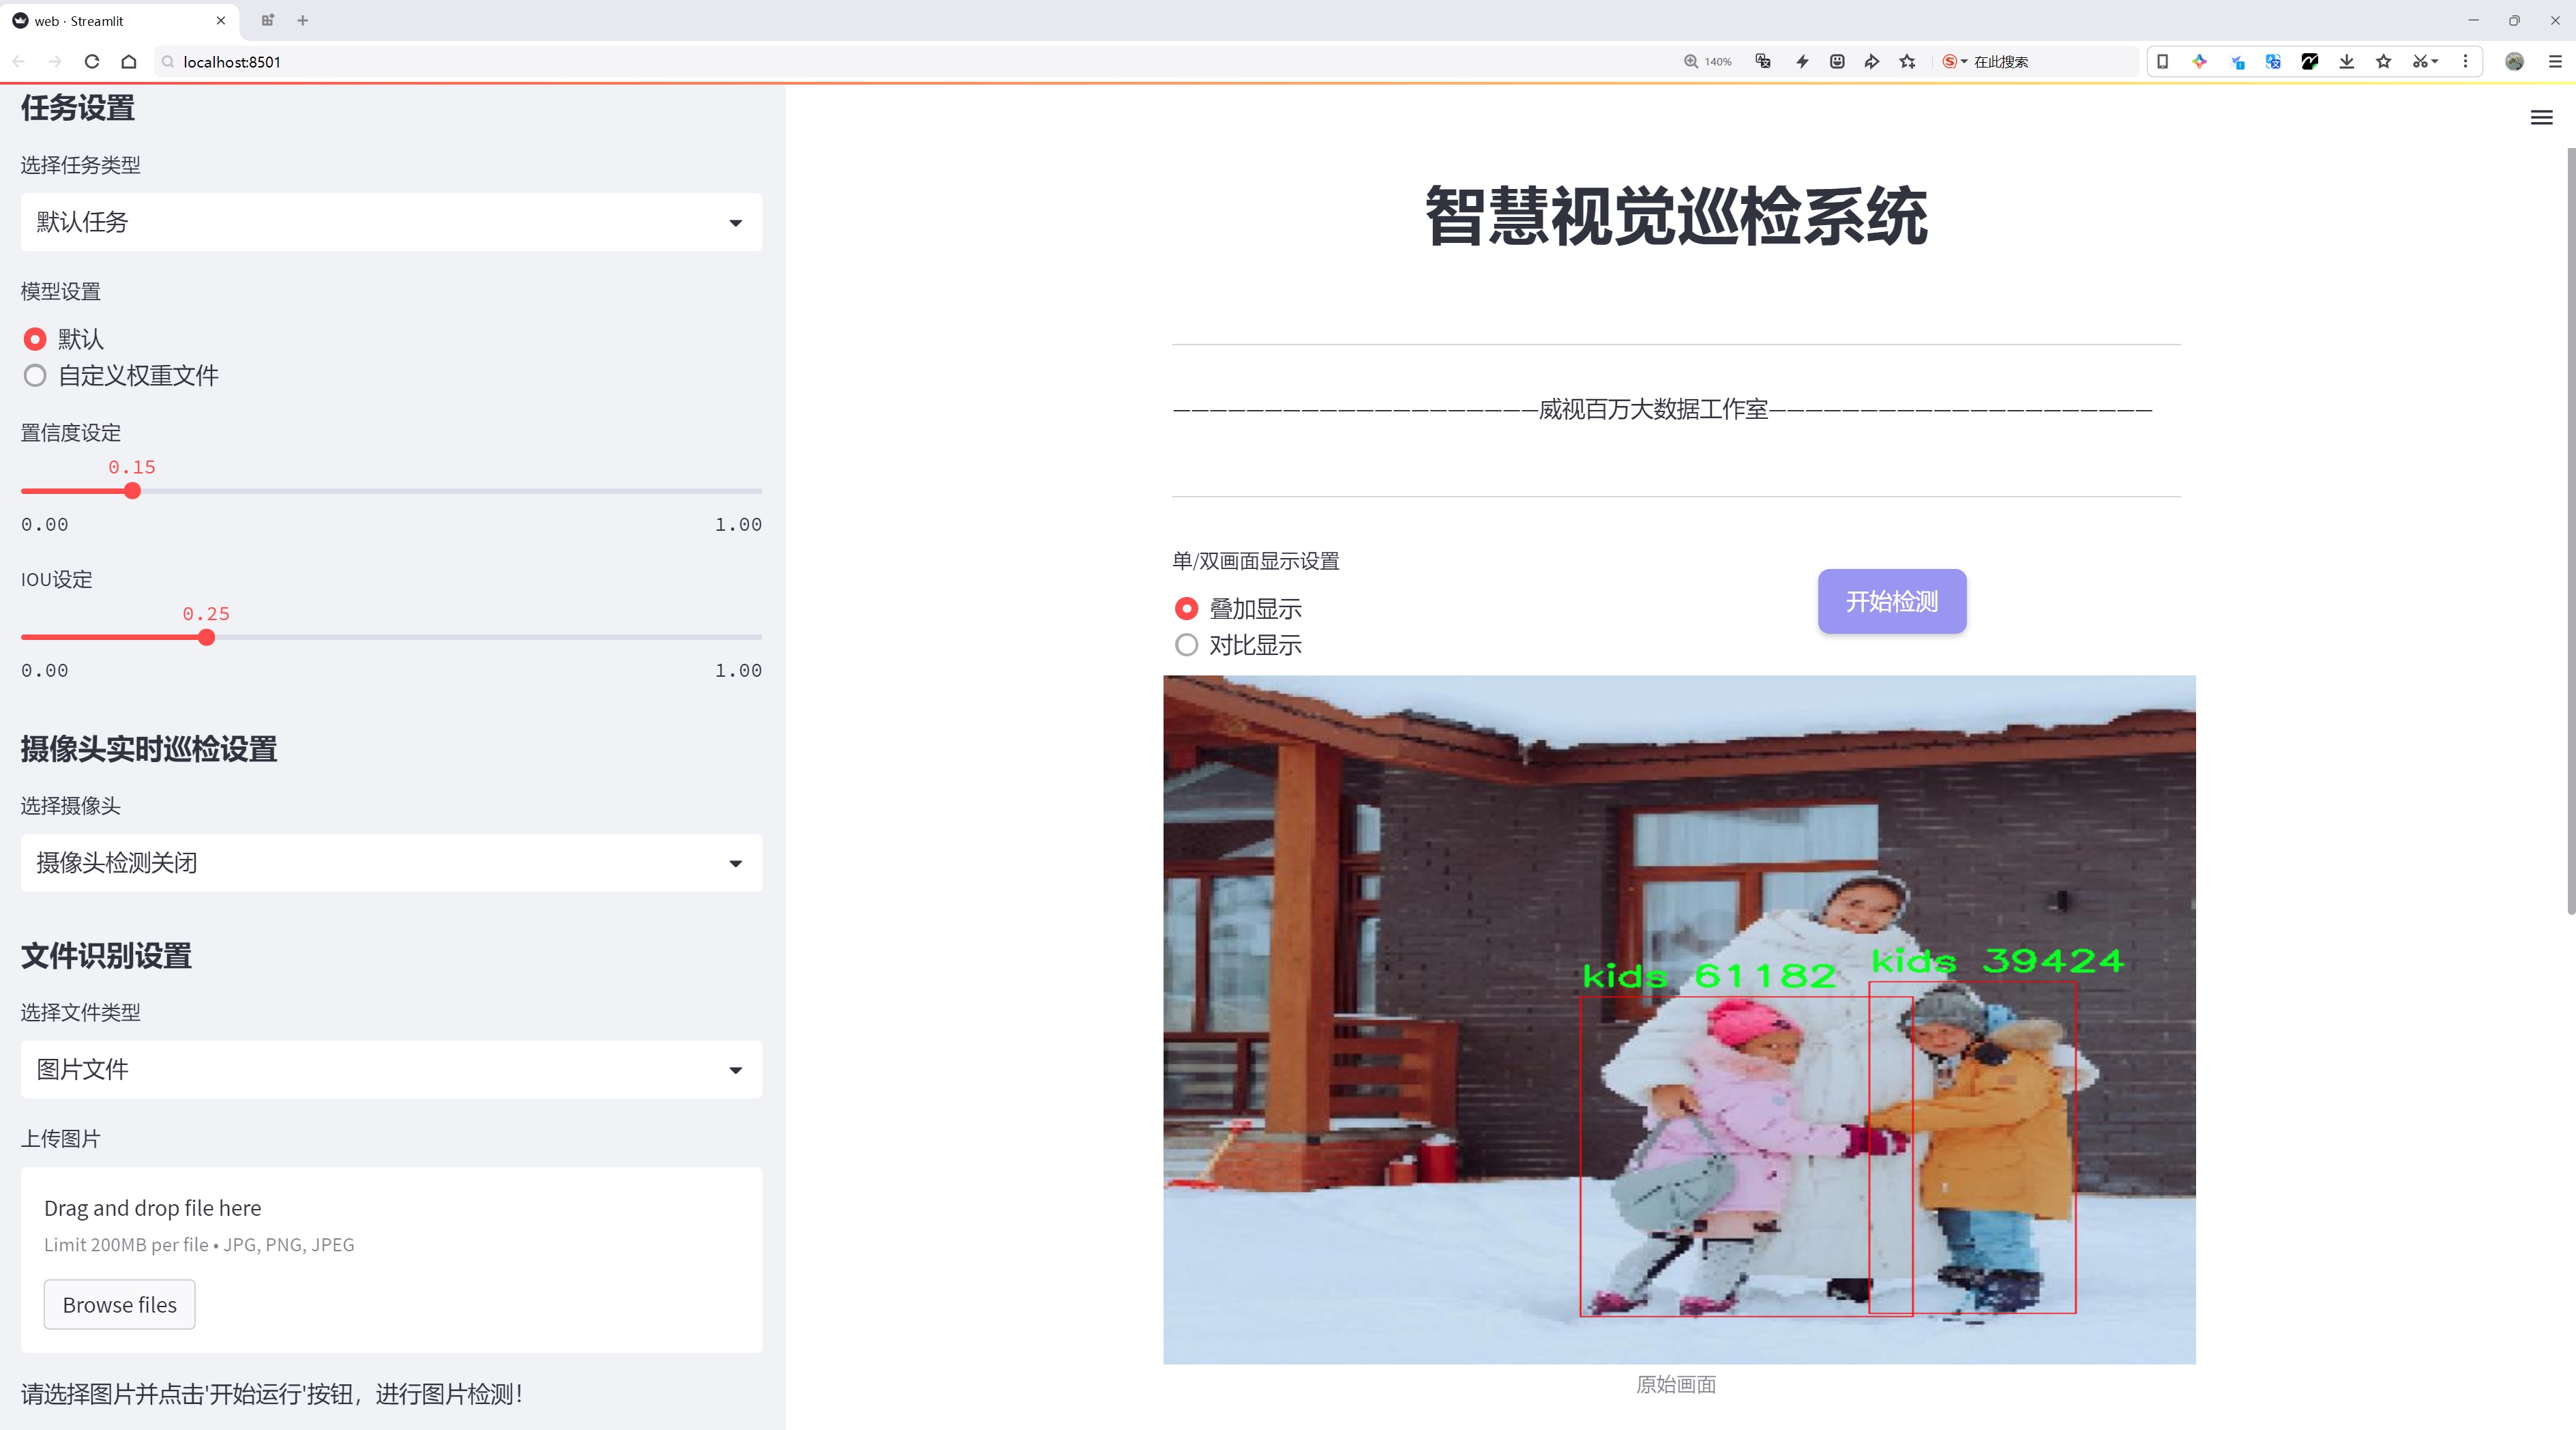 web · Streamlit
localhost:8501
140%
在此搜索
任务设置
选择任务类型
默认任务
模型设置
默认
自定义权重文件
置信度设定
0.15
0.00
1.00
IOU设定
0.25
0.00
1.00
摄像头实时巡检设置
选择摄像头
摄像头检测关闭
文件识别设置
选择文件类型
图片文件
上传图片
Drag and drop file here
Limit 200MB per file • JPG, PNG, JPEG
Browse files
请选择图片并点击'开始运行'按钮，进行图片检测！
智慧视觉巡检系统
————————————————————威视百万大数据工作室—————————————————————
单/双画面显示设置
叠加显示
对比显示
开始检测
kids 61182
kids 39424
原始画面